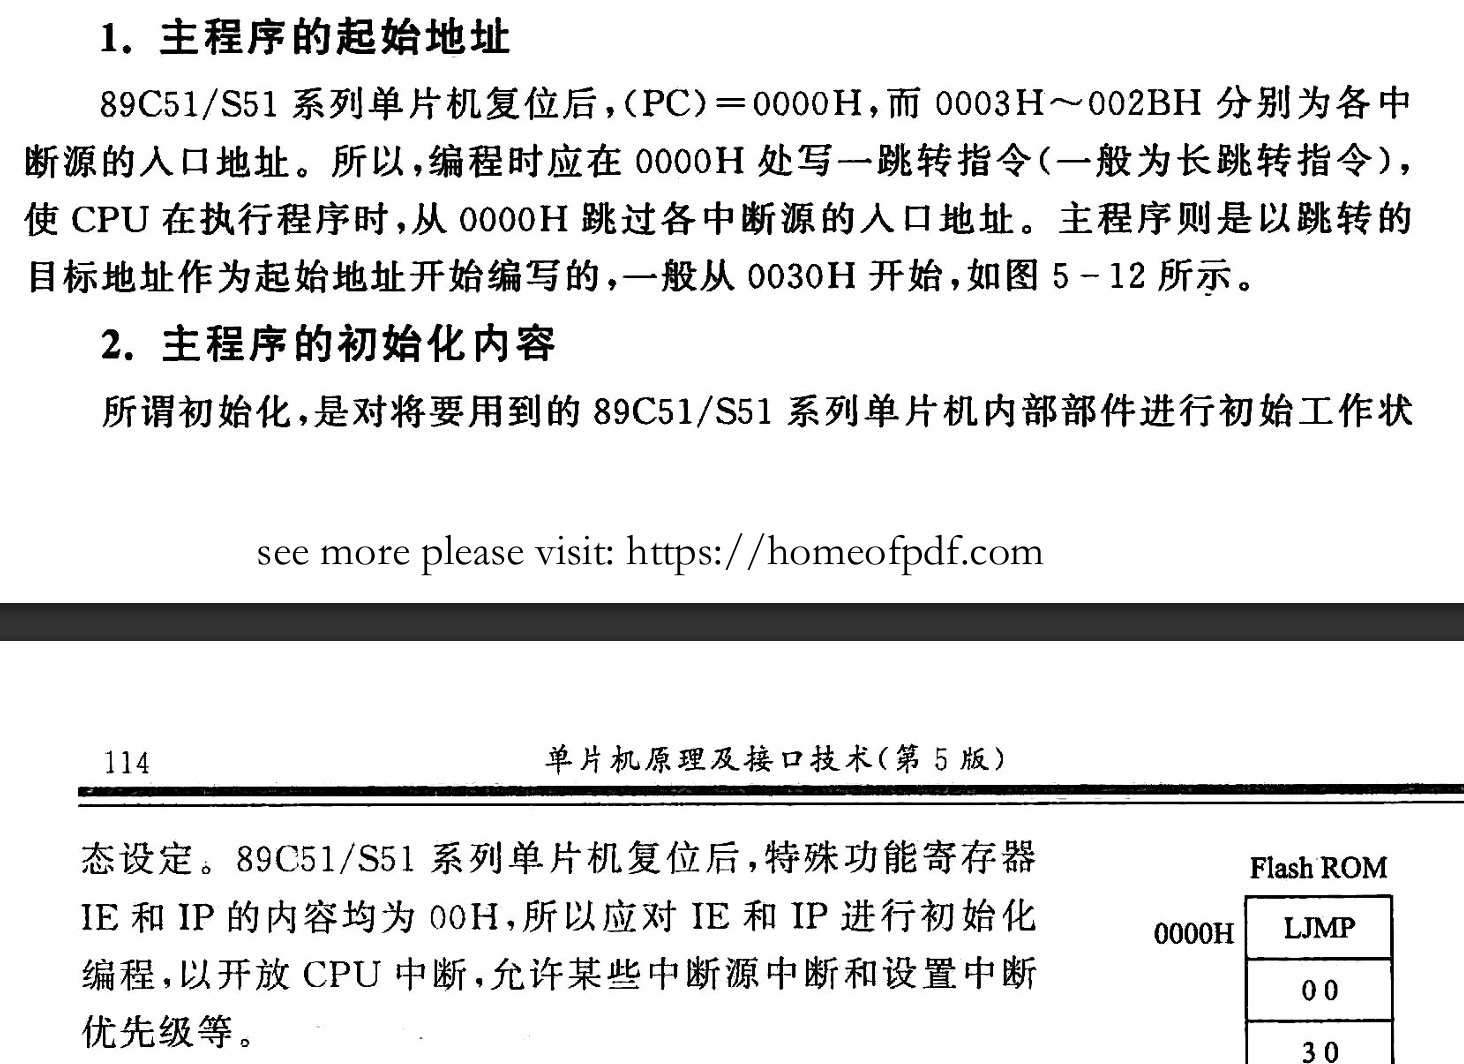 1. 主程序的起始地址
89C51/S51 系列单片机复位后,(PC)=0000H,而 0003H～002BH 分别为各中
断源的入口地址。所以,编程时应在 0000H 处写一跳转指令(一般为长跳转指令),
使 CPU 在执行程序时,从 0000H 跳过各中断源的入口地址。主程序则是以跳转的
目标地址作为起始地址开始编写的,一般从 0030H 开始,如图 5-12 所示。
2. 主程序的初始化内容
所谓初始化,是对将要用到的 89C51/S51 系列单片机内部部件进行初始工作状
see more please visit: https://homeofpdf.com
114
单片机原理及接口技术(第 5 版)
态设定。89C51/S51 系列单片机复位后,特殊功能寄存器
IE 和 IP 的内容均为 00H,所以应对 IE 和 IP 进行初始化
编程,以开放 CPU 中断,允许某些中断源中断和设置中断
优先级等。
Flash ROM
0000H LJMP
00
30